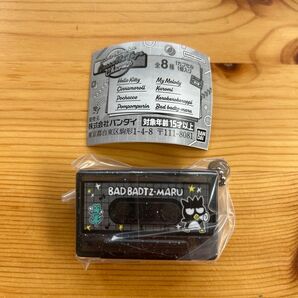 全8種
Hello Kitty
My Melody
Cinnamoroll
Kuromi
Pochacco
Kerokerokeroppi
Pompompurin
Bad badtz-maru
株式会社バンダイ
対象年齢15才以上
東京都台東区駒形1-4-8 〒111-8081
BAN
DAI
BAD BADTZ-MARU